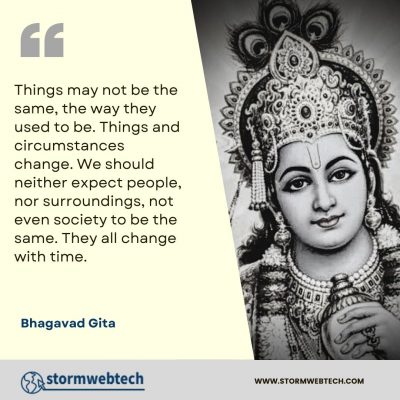 Things may not be the
same, the way they
used to be. Things and
circumstances
change. We should
neither expect people,
nor surroundings, not
even society to be the
same. They all change
with time.
Bhagavad Gita
stormwebtech
WWW.STORMWEBTECH.COM